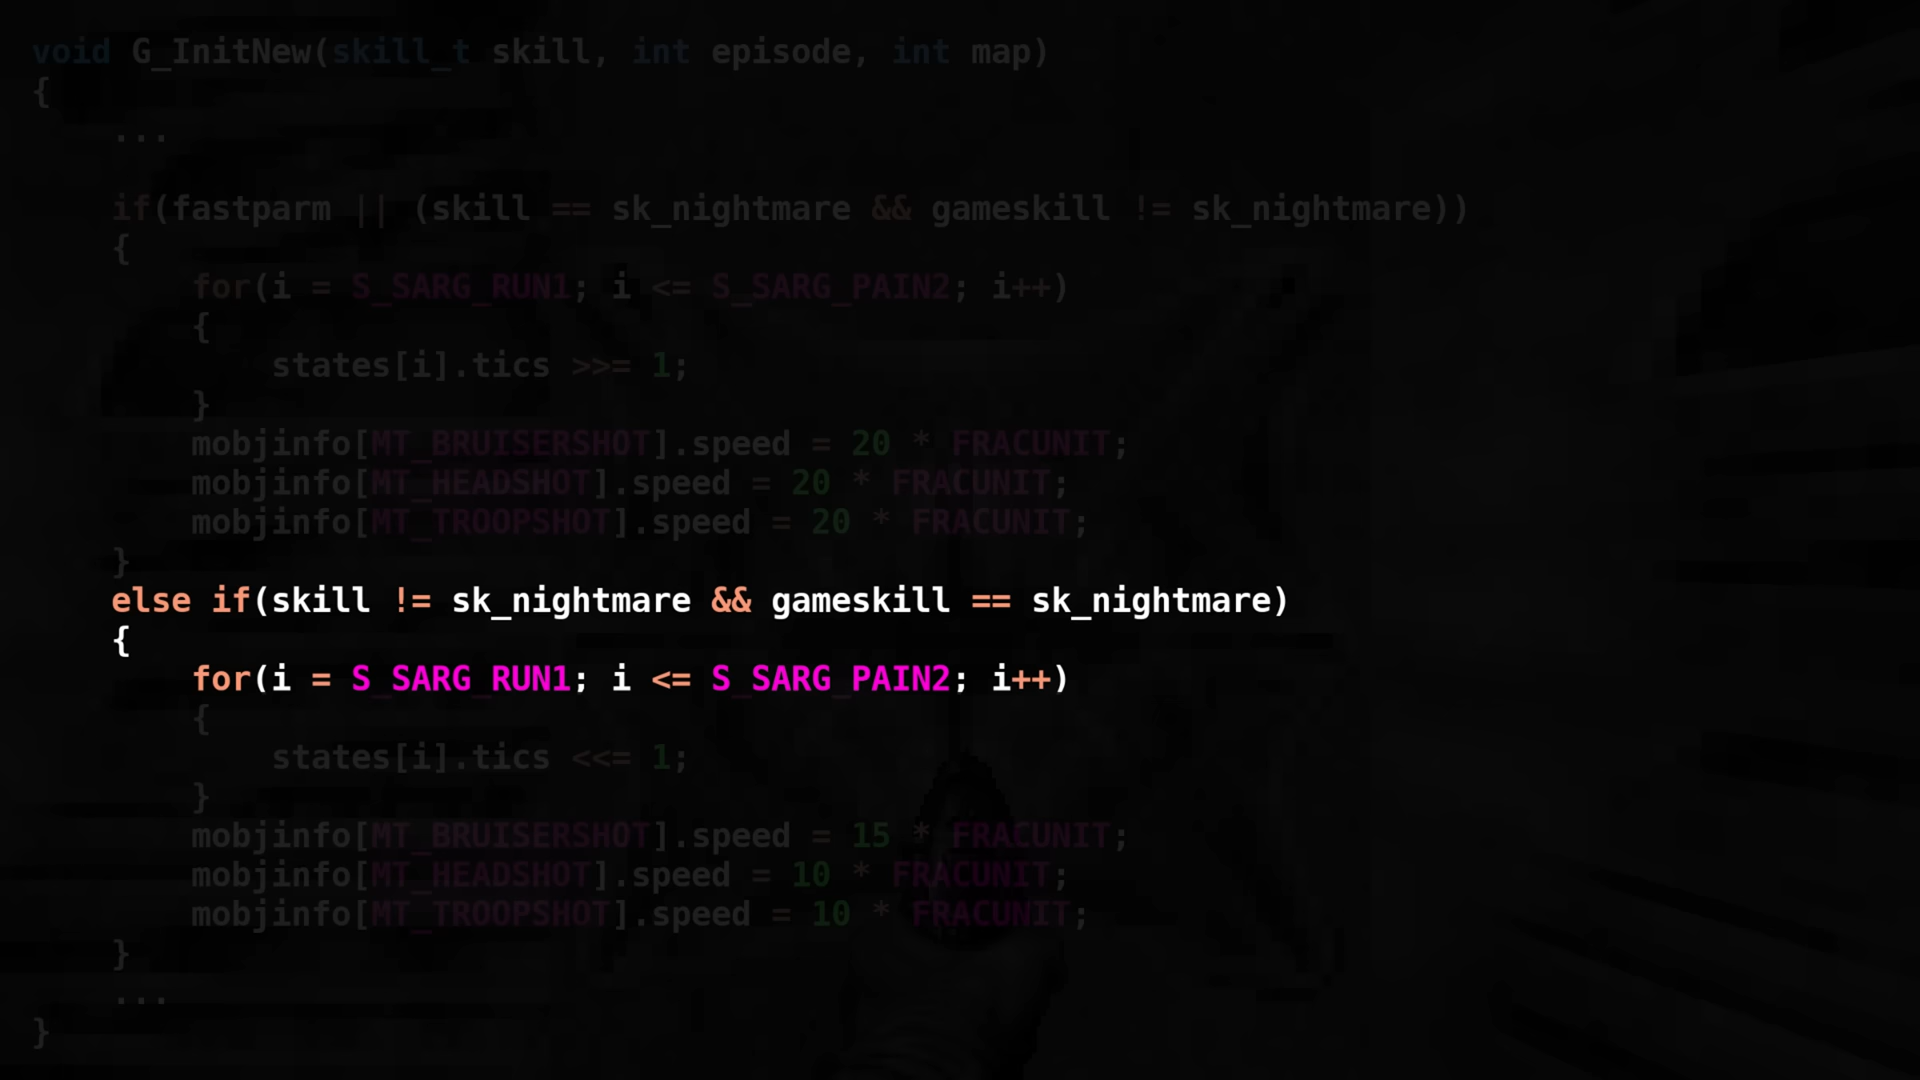 void G_InitNew(skill_t skill, int episode, int map)
{
    ...
    if(fastparm || (skill == sk_nightmare && gameskill != sk_nightmare))
    {
        for(i = S_SARG_RUN1; i <= S_SARG_PAIN2; i++)
        {
            states[i].tics >>= 1;
        }
        mobjinfo[MT_BRUISERSHOT].speed = 20 * FRACUNIT;
        mobjinfo[MT_HEADSHOT].speed = 20 * FRACUNIT;
        mobjinfo[MT_TROOPSHOT].speed = 20 * FRACUNIT;
    }
    else if(skill != sk_nightmare && gameskill == sk_nightmare)
    {
        for(i = S_SARG_RUN1; i <= S_SARG_PAIN2; i++)
        {
            states[i].tics <<= 1;
        }
        mobjinfo[MT_BRUISERSHOT].speed = 15 * FRACUNIT;
        mobjinfo[MT_HEADSHOT].speed = 10 * FRACUNIT;
        mobjinfo[MT_TROOPSHOT].speed = 10 * FRACUNIT;
    }
    ...
}